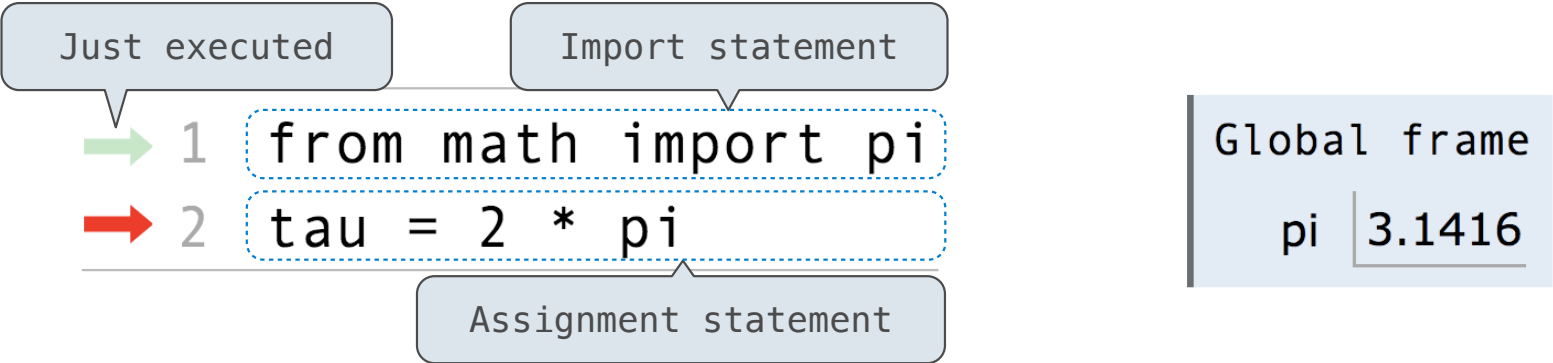 Just executed
Import statement
1 from math import pi
2 tau = 2 * pi
Assignment statement
Global frame
pi 3.1416